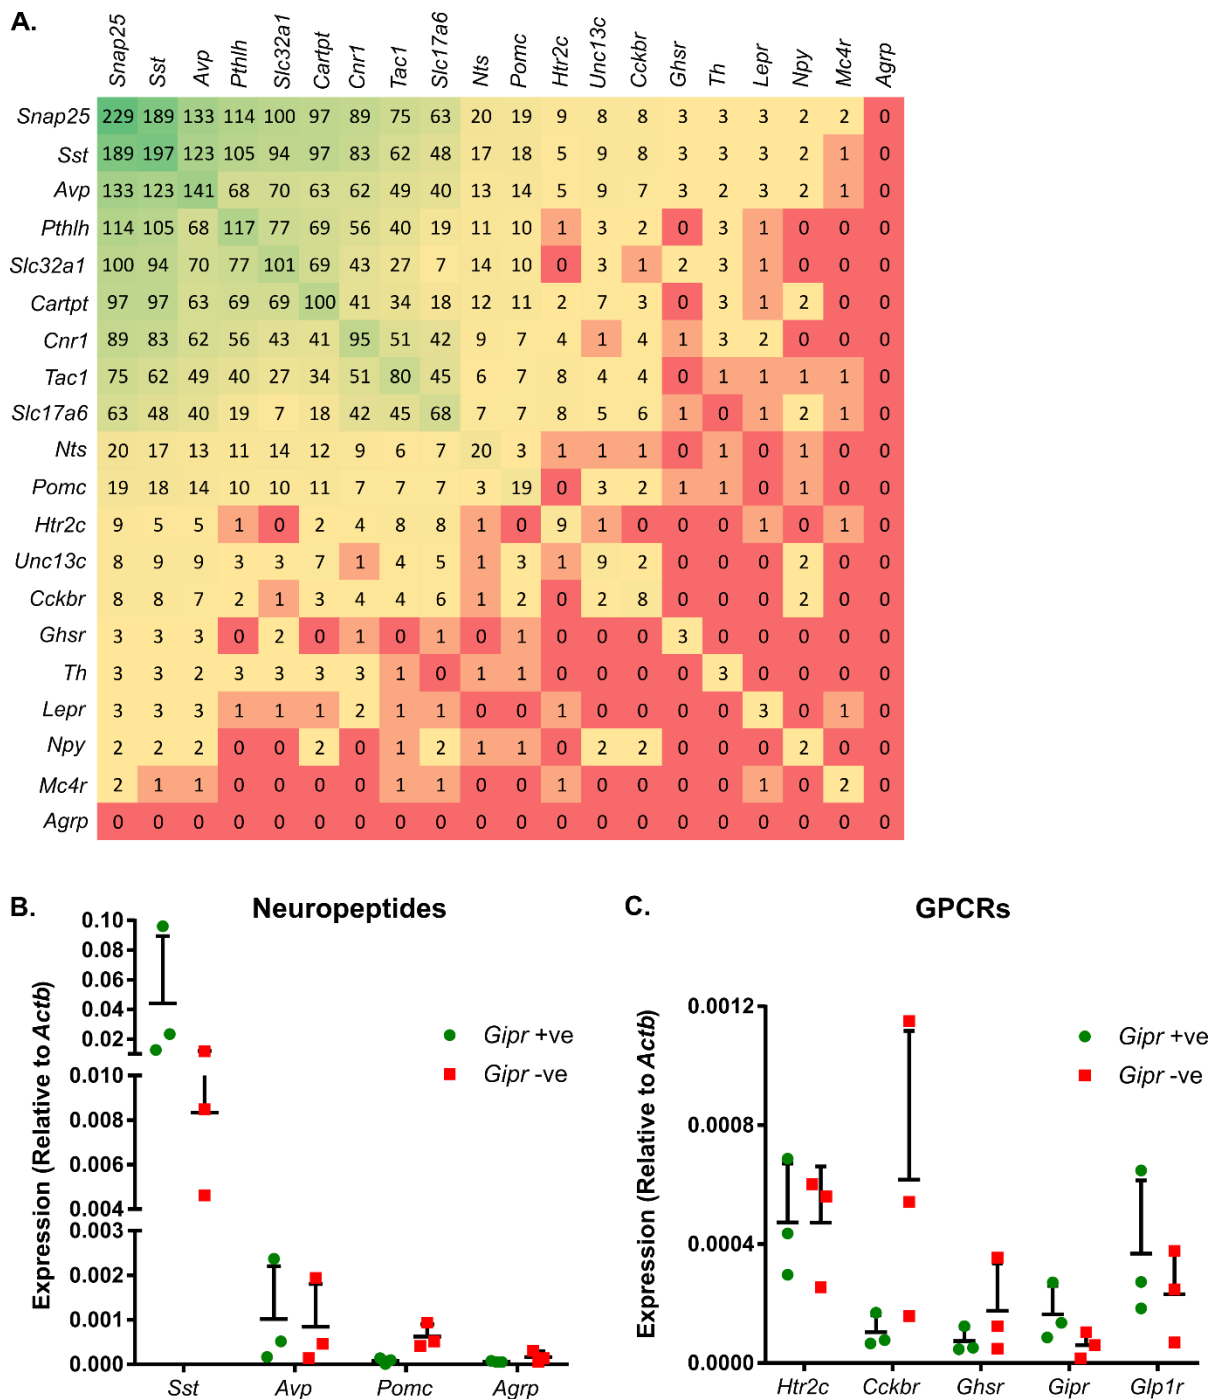 A.
Snap25 Sst Avp Pthlh Slc32a1 Cartpt Cnr1 Tac1 Slc17a6 Nts Pomc Htr2c Unc13c Cckbr Ghsr Th Lepr Npy Mc4r Agrp
Snap25 229 189 133 114 100 97 89 75 63 20 19 9 8 8 3 3 3 2 2 0
Sst 189 197 123 105 94 97 83 62 48 17 18 5 9 8 3 3 3 2 1 0
Avp 133 123 141 68 70 63 62 49 40 13 14 5 9 7 3 2 3 2 1 0
Pthlh 114 105 68 117 77 69 56 40 19 11 10 1 3 2 0 3 1 0 0 0
Slc32a1 100 94 70 77 101 69 43 27 7 14 10 0 3 1 2 3 1 0 0 0
Cartpt 97 97 63 69 69 100 41 34 18 12 11 2 7 3 0 3 1 2 0 0
Cnr1 89 83 62 56 43 41 95 51 42 9 7 4 1 4 1 3 2 0 0 0
Tac1 75 62 49 40 27 34 51 80 45 6 7 8 4 4 0 1 1 1 1 0
Slc17a6 63 48 40 19 7 18 42 45 68 7 7 8 5 6 1 0 1 2 1 0
Nts 20 17 13 11 14 12 9 6 7 20 3 1 1 1 0 1 0 1 0 0
Pomc 19 18 14 10 10 11 7 7 7 3 19 0 3 2 1 1 0 1 0 0
Htr2c 9 5 5 1 0 2 4 8 8 1 0 9 1 0 0 0 1 0 1 0
Unc13c 8 9 9 3 3 7 1 4 5 1 3 1 9 2 0 0 0 2 0 0
Cckbr 8 8 7 2 1 3 4 4 6 1 2 0 2 8 0 0 0 2 0 0
Ghsr 3 3 3 0 2 0 1 0 1 0 1 0 0 0 3 0 0 0 0 0
Th 3 3 2 3 3 3 3 1 0 1 1 0 0 0 0 3 0 0 0 0
Lepr 3 3 3 1 1 1 2 1 1 0 0 1 0 0 0 0 3 0 1 0
Npy 2 2 2 0 0 2 0 1 2 1 1 0 2 2 0 0 0 2 0 0
Mc4r 2 1 1 0 0 0 0 1 1 0 0 1 0 0 0 0 1 0 2 0
Agrp 0 0 0 0 0 0 0 0 0 0 0 0 0 0 0 0 0 0 0 0
B.
Neuropeptides
Expression (Relative to Actb)
0.10
0.08
0.06
0.04
0.02
0.010
0.008
0.006
0.004
0.003
0.002
0.001
0.000
Gipr +ve
Gipr -ve
Sst Avp Pomc Agrp
C.
GPCRs
Expression (Relative to Actb)
0.0012
0.0008
0.0004
0.0000
Gipr +ve
Gipr -ve
Htr2c Cckbr Ghsr Gipr Glp1r